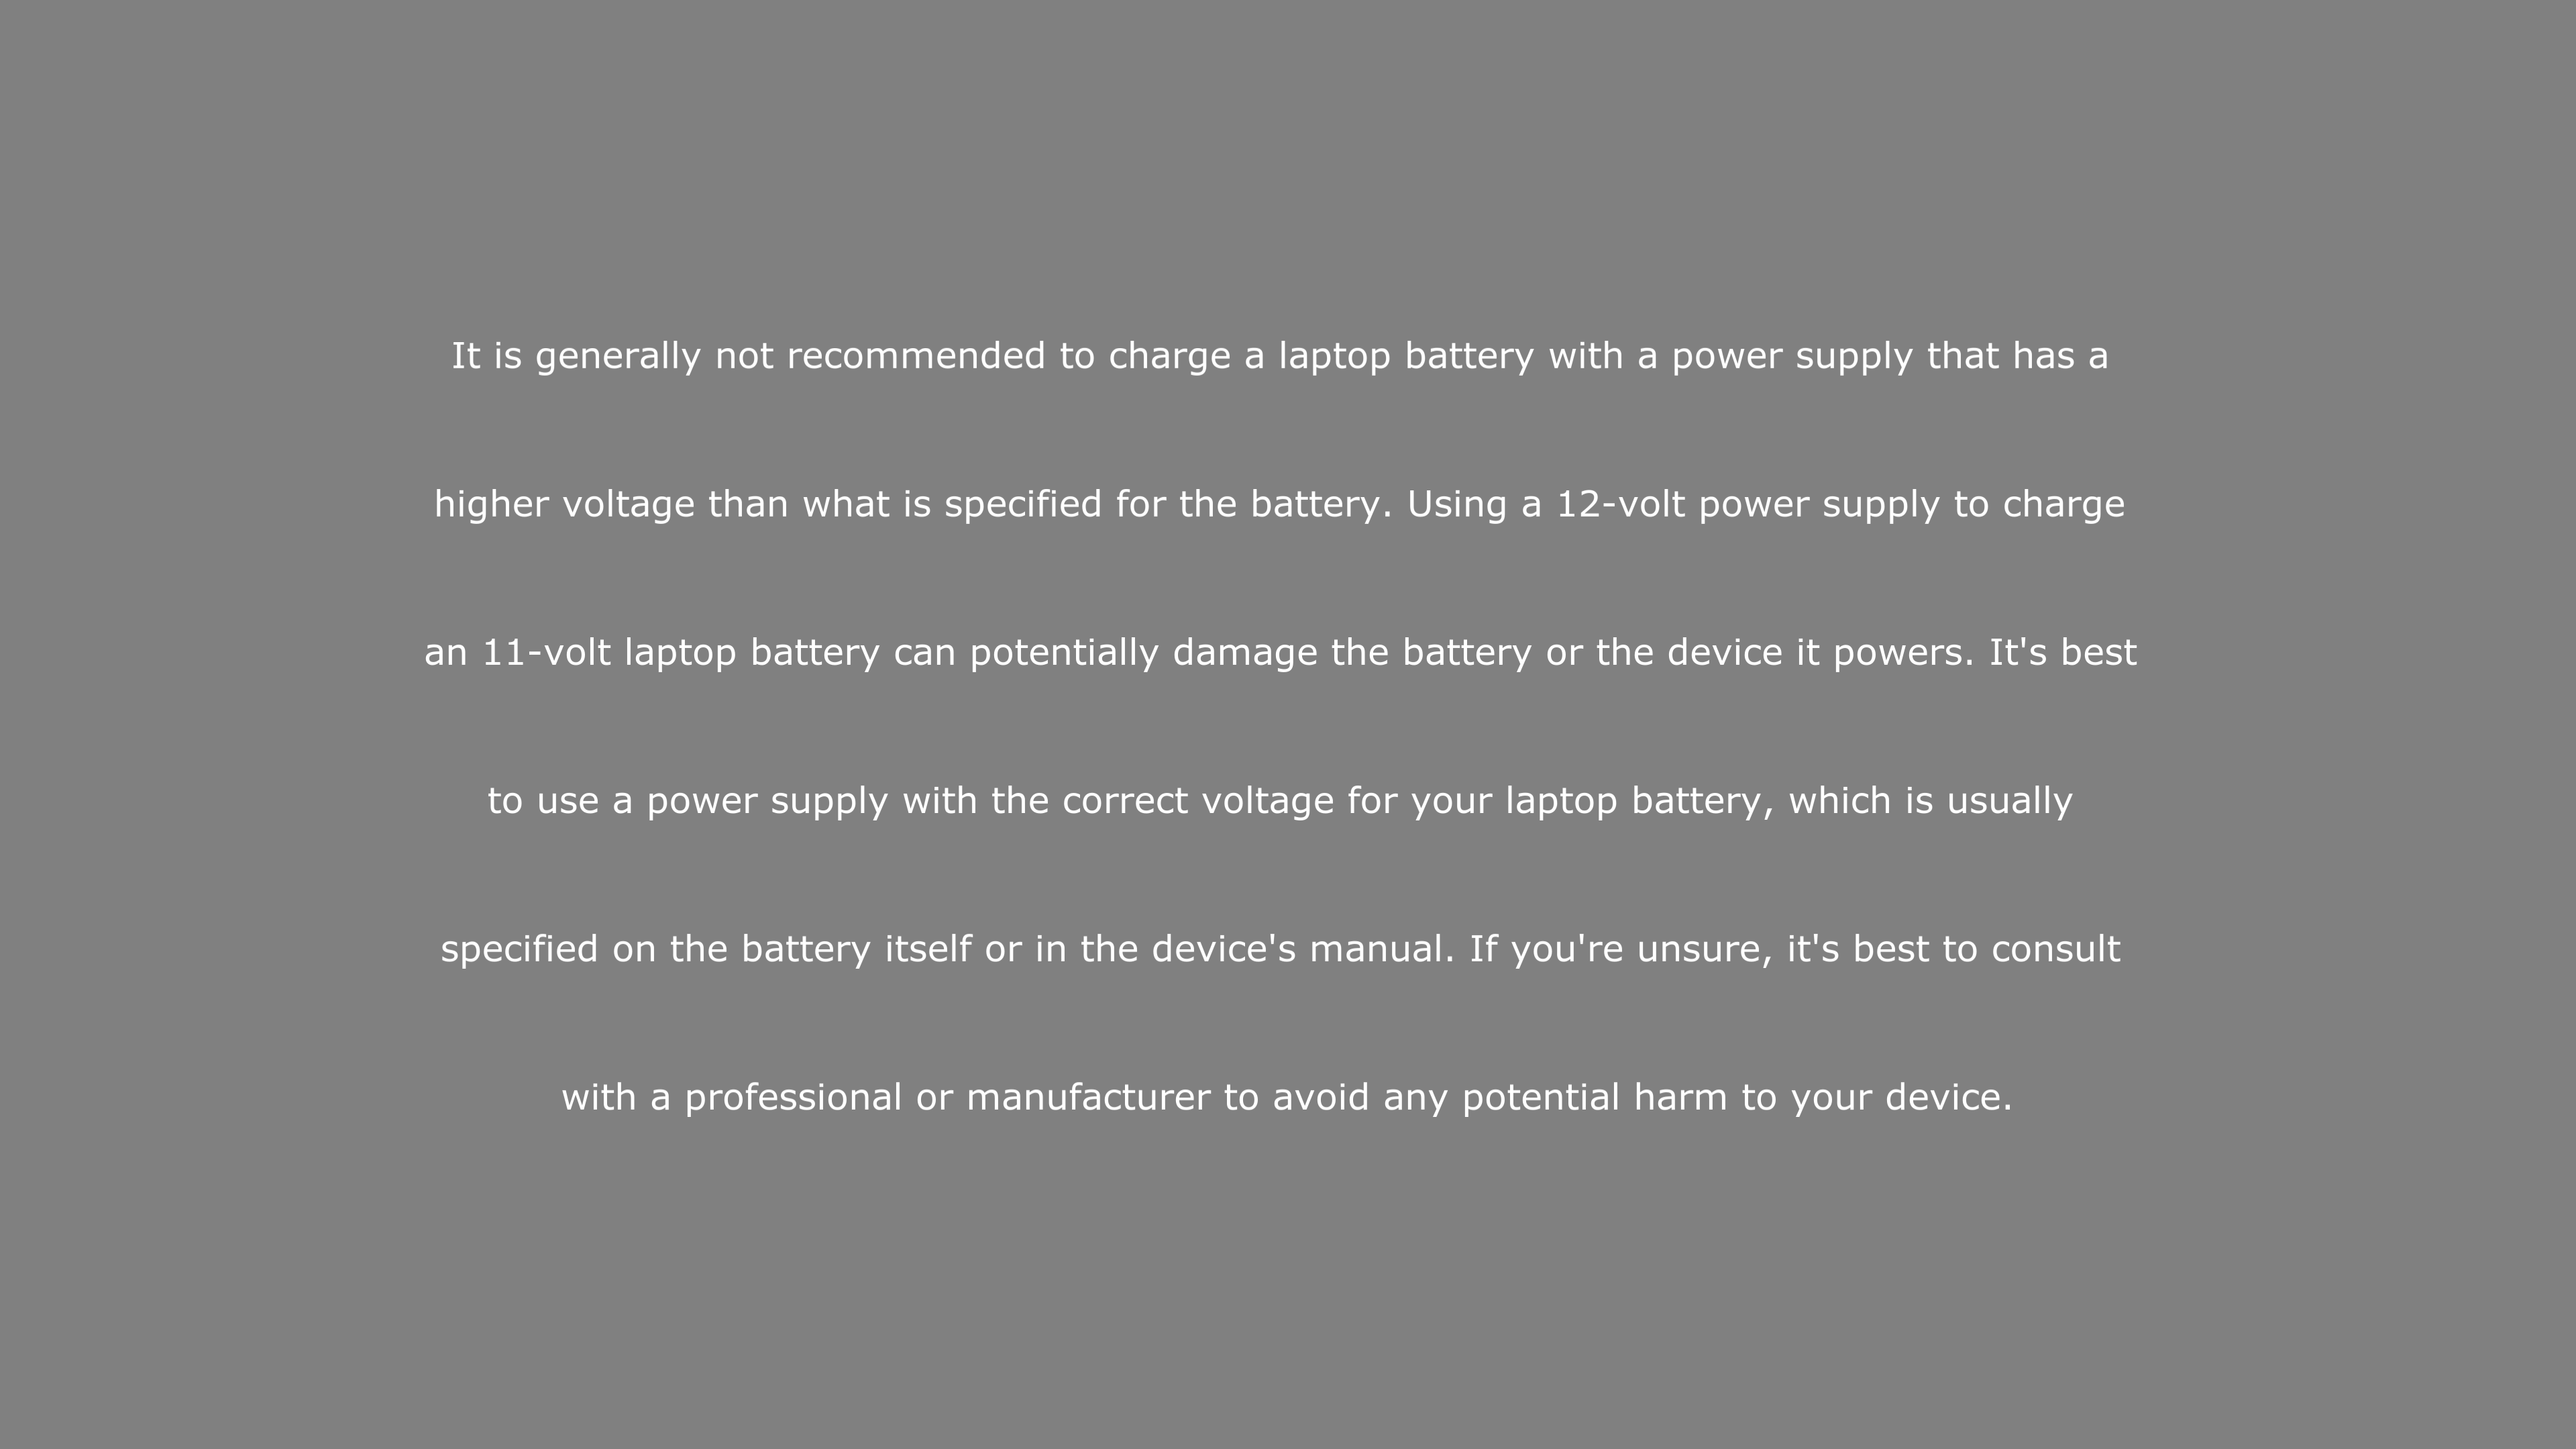 It is generally not recommended to charge a laptop battery with a power supply that has a
higher voltage than what is specified for the battery. Using a 12-volt power supply to charge
an 11-volt laptop battery can potentially damage the battery or the device it powers. It's best
to use a power supply with the correct voltage for your laptop battery, which is usually
specified on the battery itself or in the device's manual. If you're unsure, it's best to consult
with a professional or manufacturer to avoid any potential harm to your device.